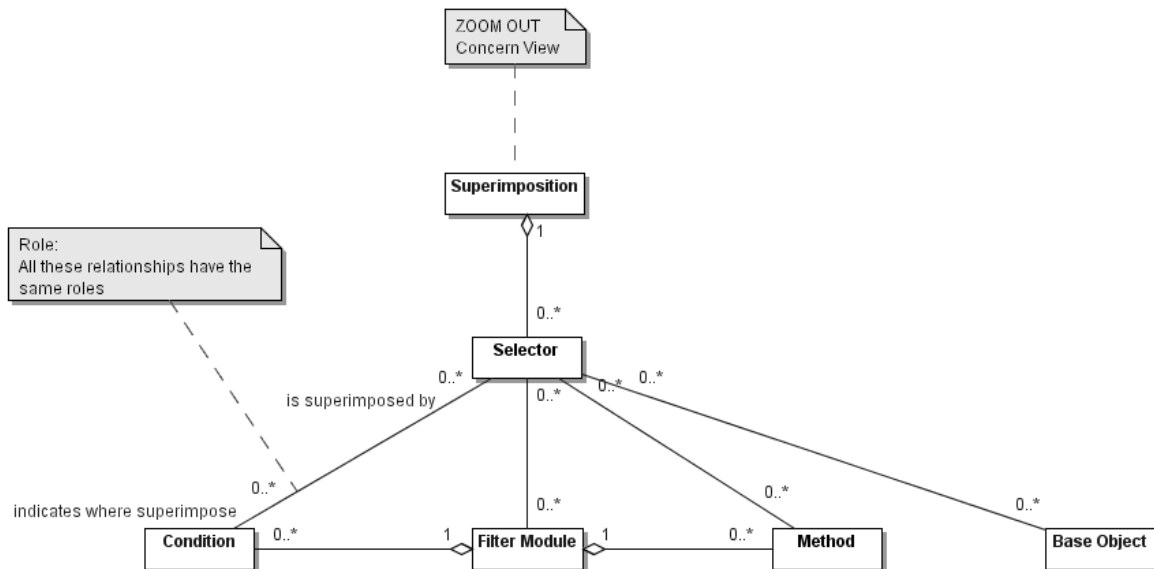 ZOOM OUT
Concern View
Superimposition
1
Role:
All these relationships have the
same roles
0..*
Selector
0..*
0..*
0..*
0..*
is superimposed by
0..*
indicates where superimpose
0..*
0..*
0..*
Condition
0..*
1
Filter Module
1
0..*
Method
Base Object